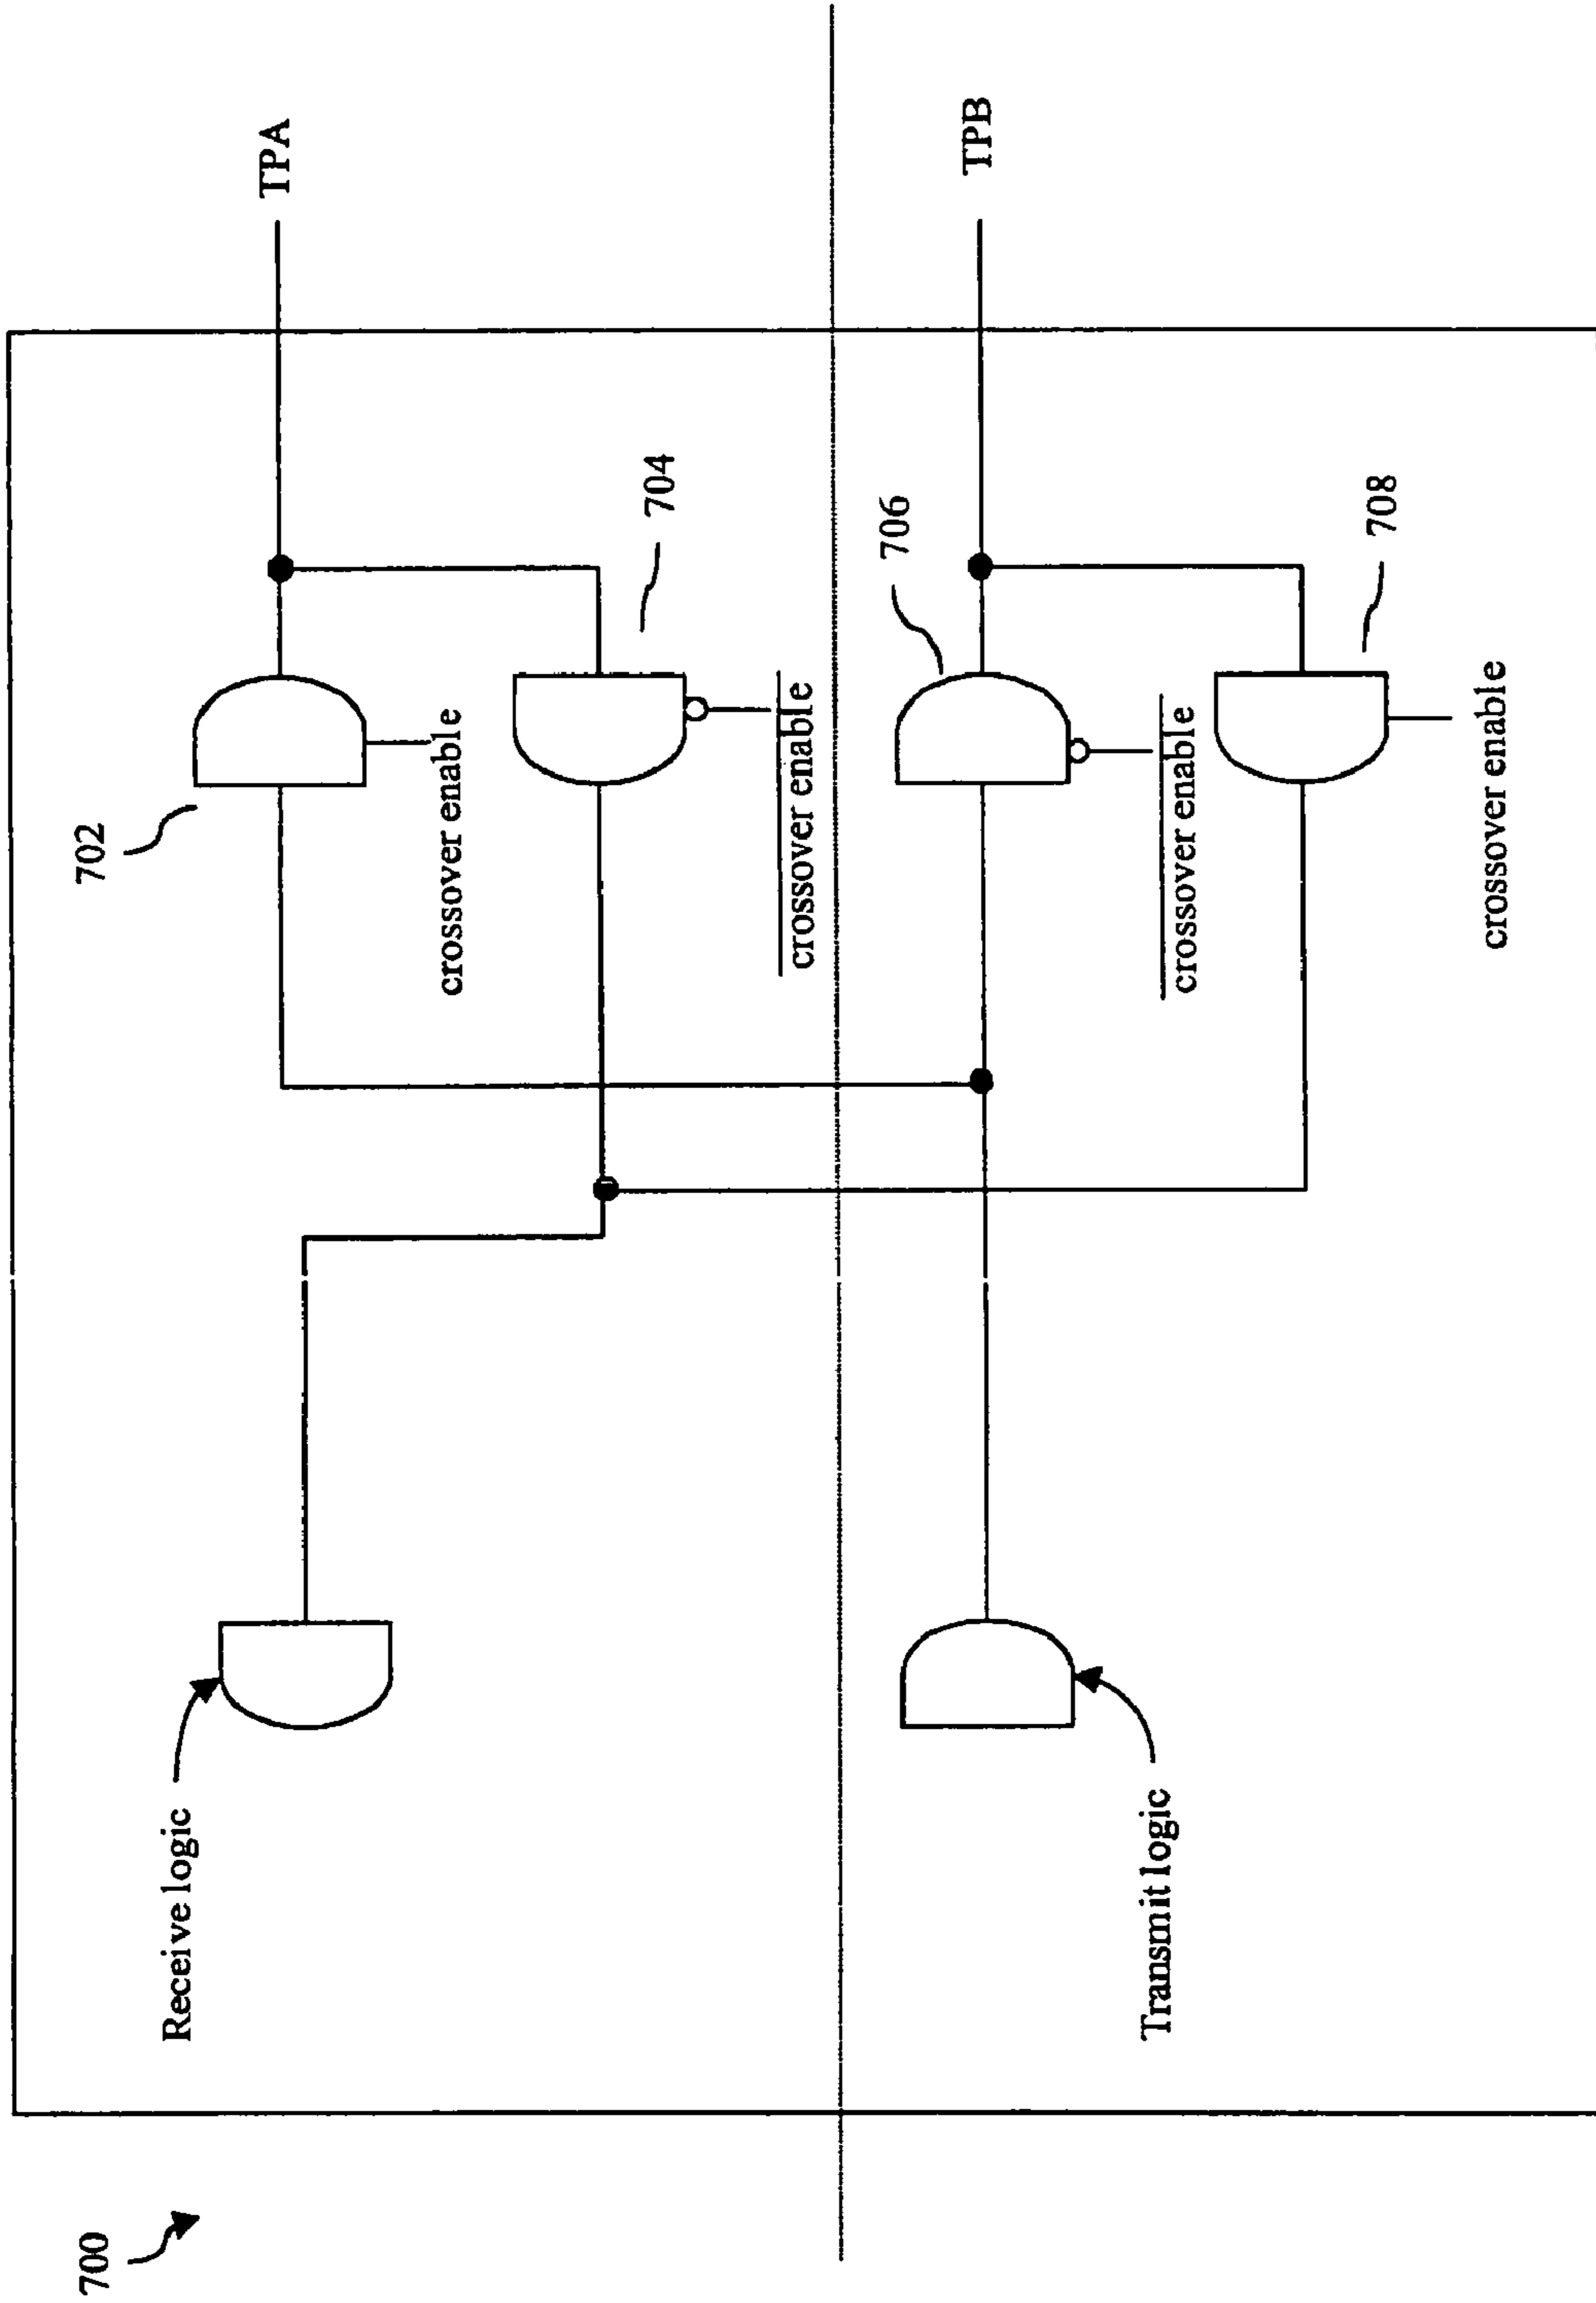 700
Receive logic
702
crossover enable
704
crossover enable
TPA
Transmit logic
706
crossover enable
708
crossover enable
TPB